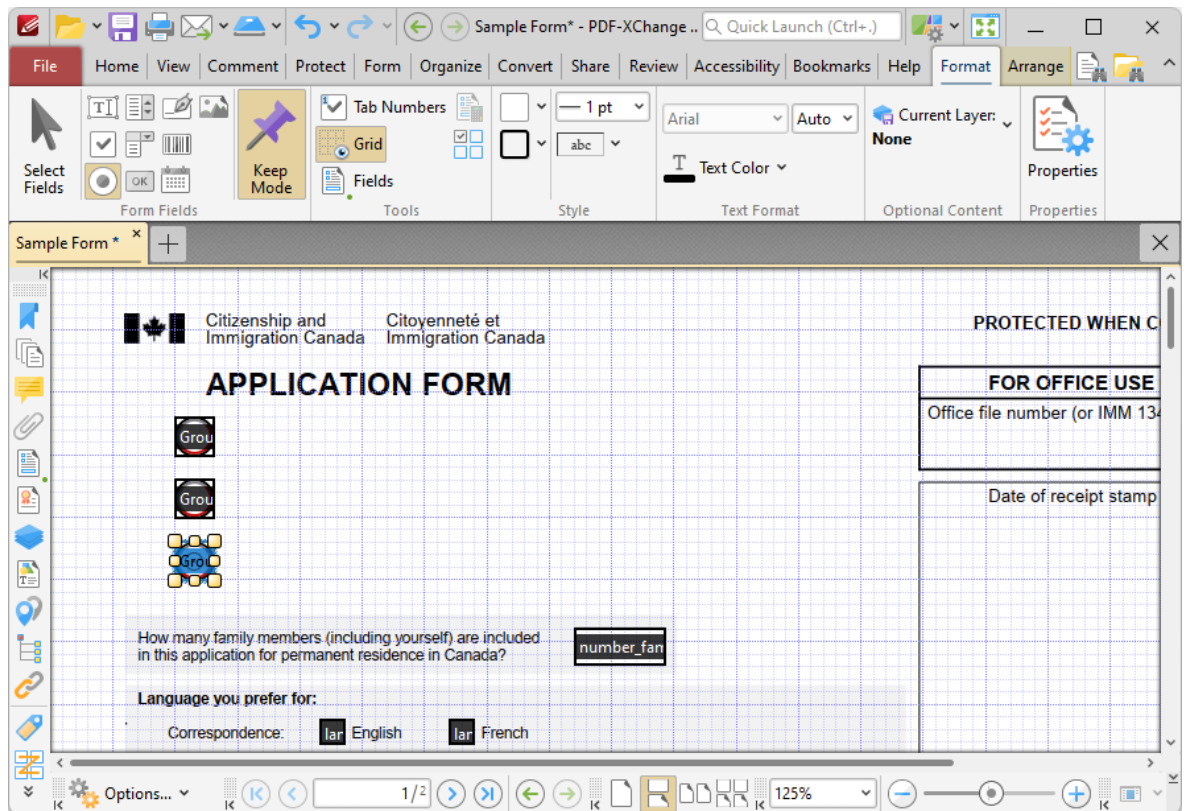 Sample Form* - PDF-XChange ..
Quick Launch (Ctrl+.)
File Home View Comment Protect Form Organize Convert Share Review Accessibility Bookmarks Help Format Arrange
Select Fields
OK
Keep Mode
Tab Numbers
Grid
Fields
1 pt
abc
Arial
Auto
T Text Color
Current Layer:
None
Properties
Form Fields Tools Style Text Format Optional Content Properties
Sample Form *
Citizenship and Immigration Canada
Citoyenneté et Immigration Canada
PROTECTED WHEN C
APPLICATION FORM
FOR OFFICE USE
Office file number (or IMM 134
Grou
Grou
Date of receipt stamp
Grou
How many family members (including yourself) are included
in this application for permanent residence in Canada?
number_fan
Language you prefer for:
Correspondence: lan English lan French
Options... 1/2 125%